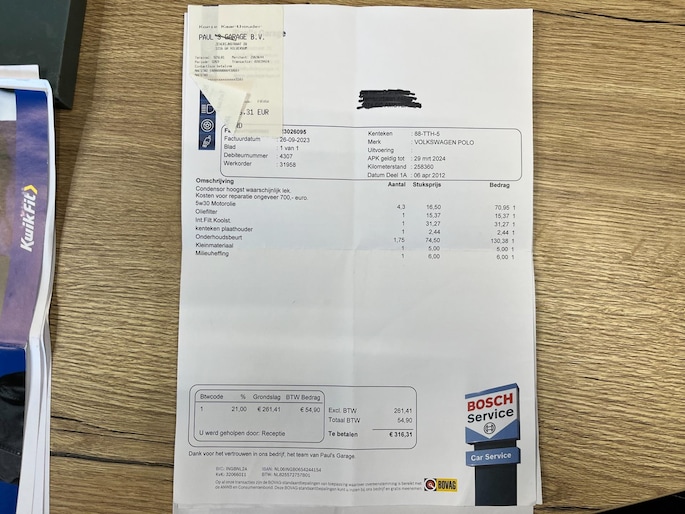 PAUL'S GARAGE B.V.
.31 EUR
23026095
Factuurdatum : 26-09-2023
Blad : 1 van 1
Debiteurnummer : 4307
Werkorder : 31958
Kenteken : 88-TTH-5
Merk : VOLKSWAGEN POLO
Uitvoering
APK geldig tot : 29 mrt 2024
Kilometerstand : 258360
Datum Deel 1A : 06 apr 2012
Omschrijving Aantal Stuksprijs Bedrag
Condensor hoogst waarschijnlijk lek.
Kosten voor reparatie ongeveer 700,- euro.
5w30 Motorolie 4,3 16,50 70,95 1
Oliefilter 1 15,37 15,37 1
Int.Filt Koolst. 1 31,27 31,27 1
kenteken plaathouder 1 2,44 2,44 1
Onderhoudsbeurt 1,75 74,50 130,38 1
Kleinmateriaal 1 5,00 5,00 1
Milieuheffing 1 6,00 6,00 1
Btwcode % Grondslag BTW Bedrag
1 21,00 € 261,41 € 54,90
U werd geholpen door: Receptie
Excl. BTW 261,41
Totaal BTW 54,90
Te betalen € 316,31
BOSCH
Service
Car Service
Dank voor het vertrouwen in ons bedrijf; het team van Paul's Garage.
BOVAG
KwikFit